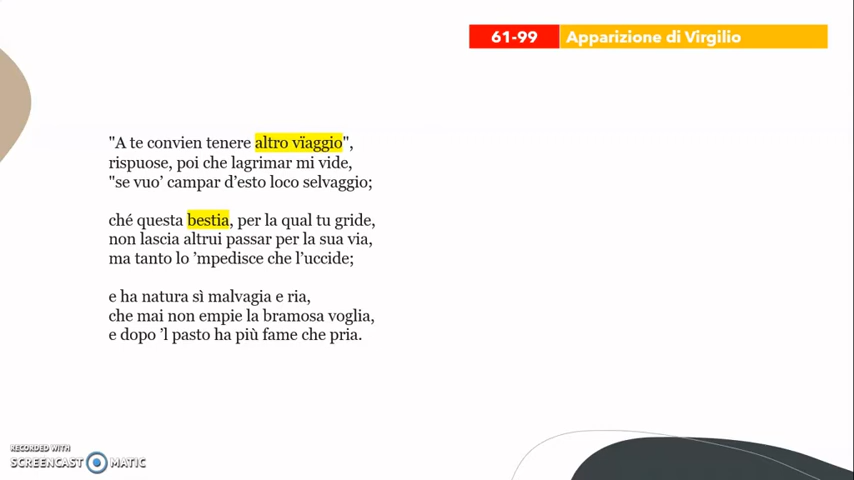 61-99 Apparizione di Virgilio
"A te convien tenere altro vïaggio",
rispuose, poi che lagrimar mi vide,
"se vuo' campar d'esto loco selvaggio;
ché questa bestia, per la qual tu gride,
non lascia altrui passar per la sua via,
ma tanto lo 'mpedisce che l'uccide;
e ha natura sì malvagia e ria,
che mai non empie la bramosa voglia,
e dopo 'l pasto ha più fame che pria.
RECORDED WITH
SCREENCAST MATIC